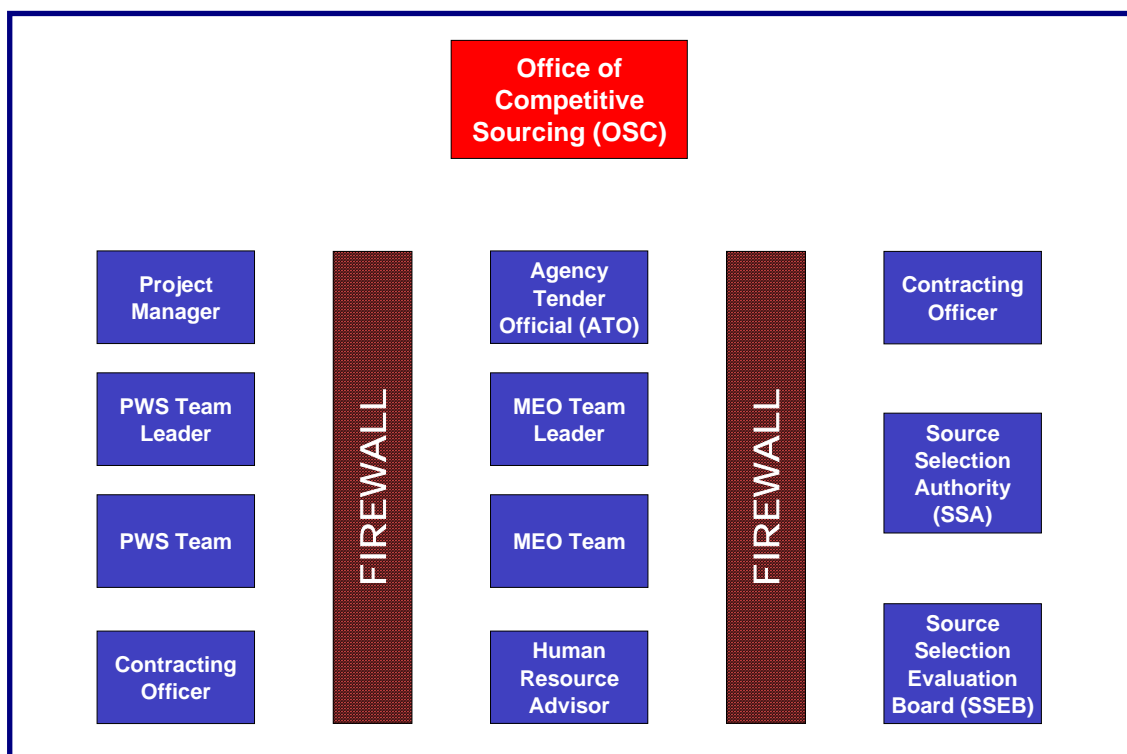 Office of
Competitive
Sourcing (OSC)
Project
Manager
PWS Team
Leader
PWS Team
Contracting
Officer
FIREWALL
Agency
Tender
Official (ATO)
MEO Team
Leader
MEO Team
Human
Resource
Advisor
FIREWALL
Contracting
Officer
Source
Selection
Authority
(SSA)
Source
Selection
Evaluation
Board (SSEB)